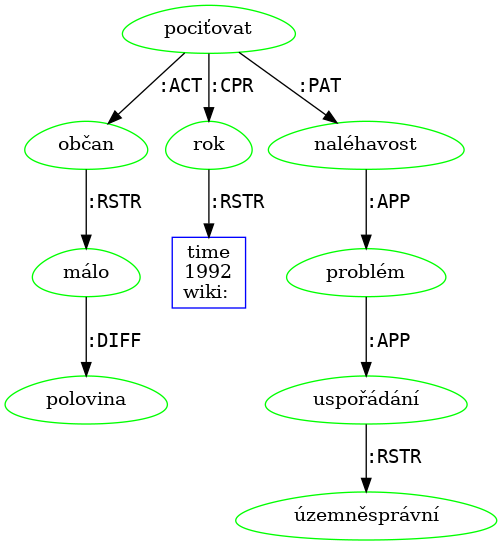 pociťovat
:ACT :CPR :PAT
občan rok naléhavost
:RSTR :RSTR :APP
málo time 1992 wiki: problém
:DIFF :APP
polovina uspořádání
:RSTR
územněsprávní